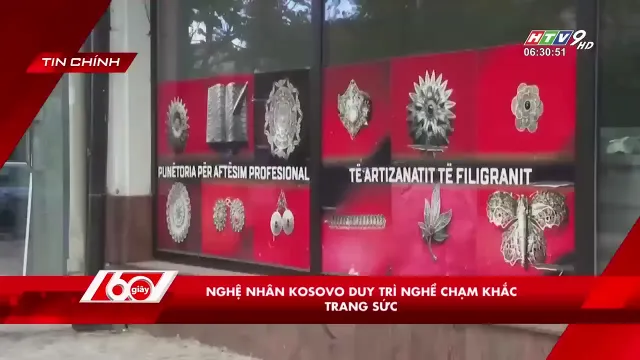 TIN CHÍNH
HTV9 HD
06:30:51
PUNËTORIA PËR AFTËSIM PROFESIONAL
TË ARTIZANATIT TË FILIGRANIT
60 giây
NGHỆ NHÂN KOSOVO DUY TRÌ NGHỀ CHẠM KHẮC
TRANG SỨC